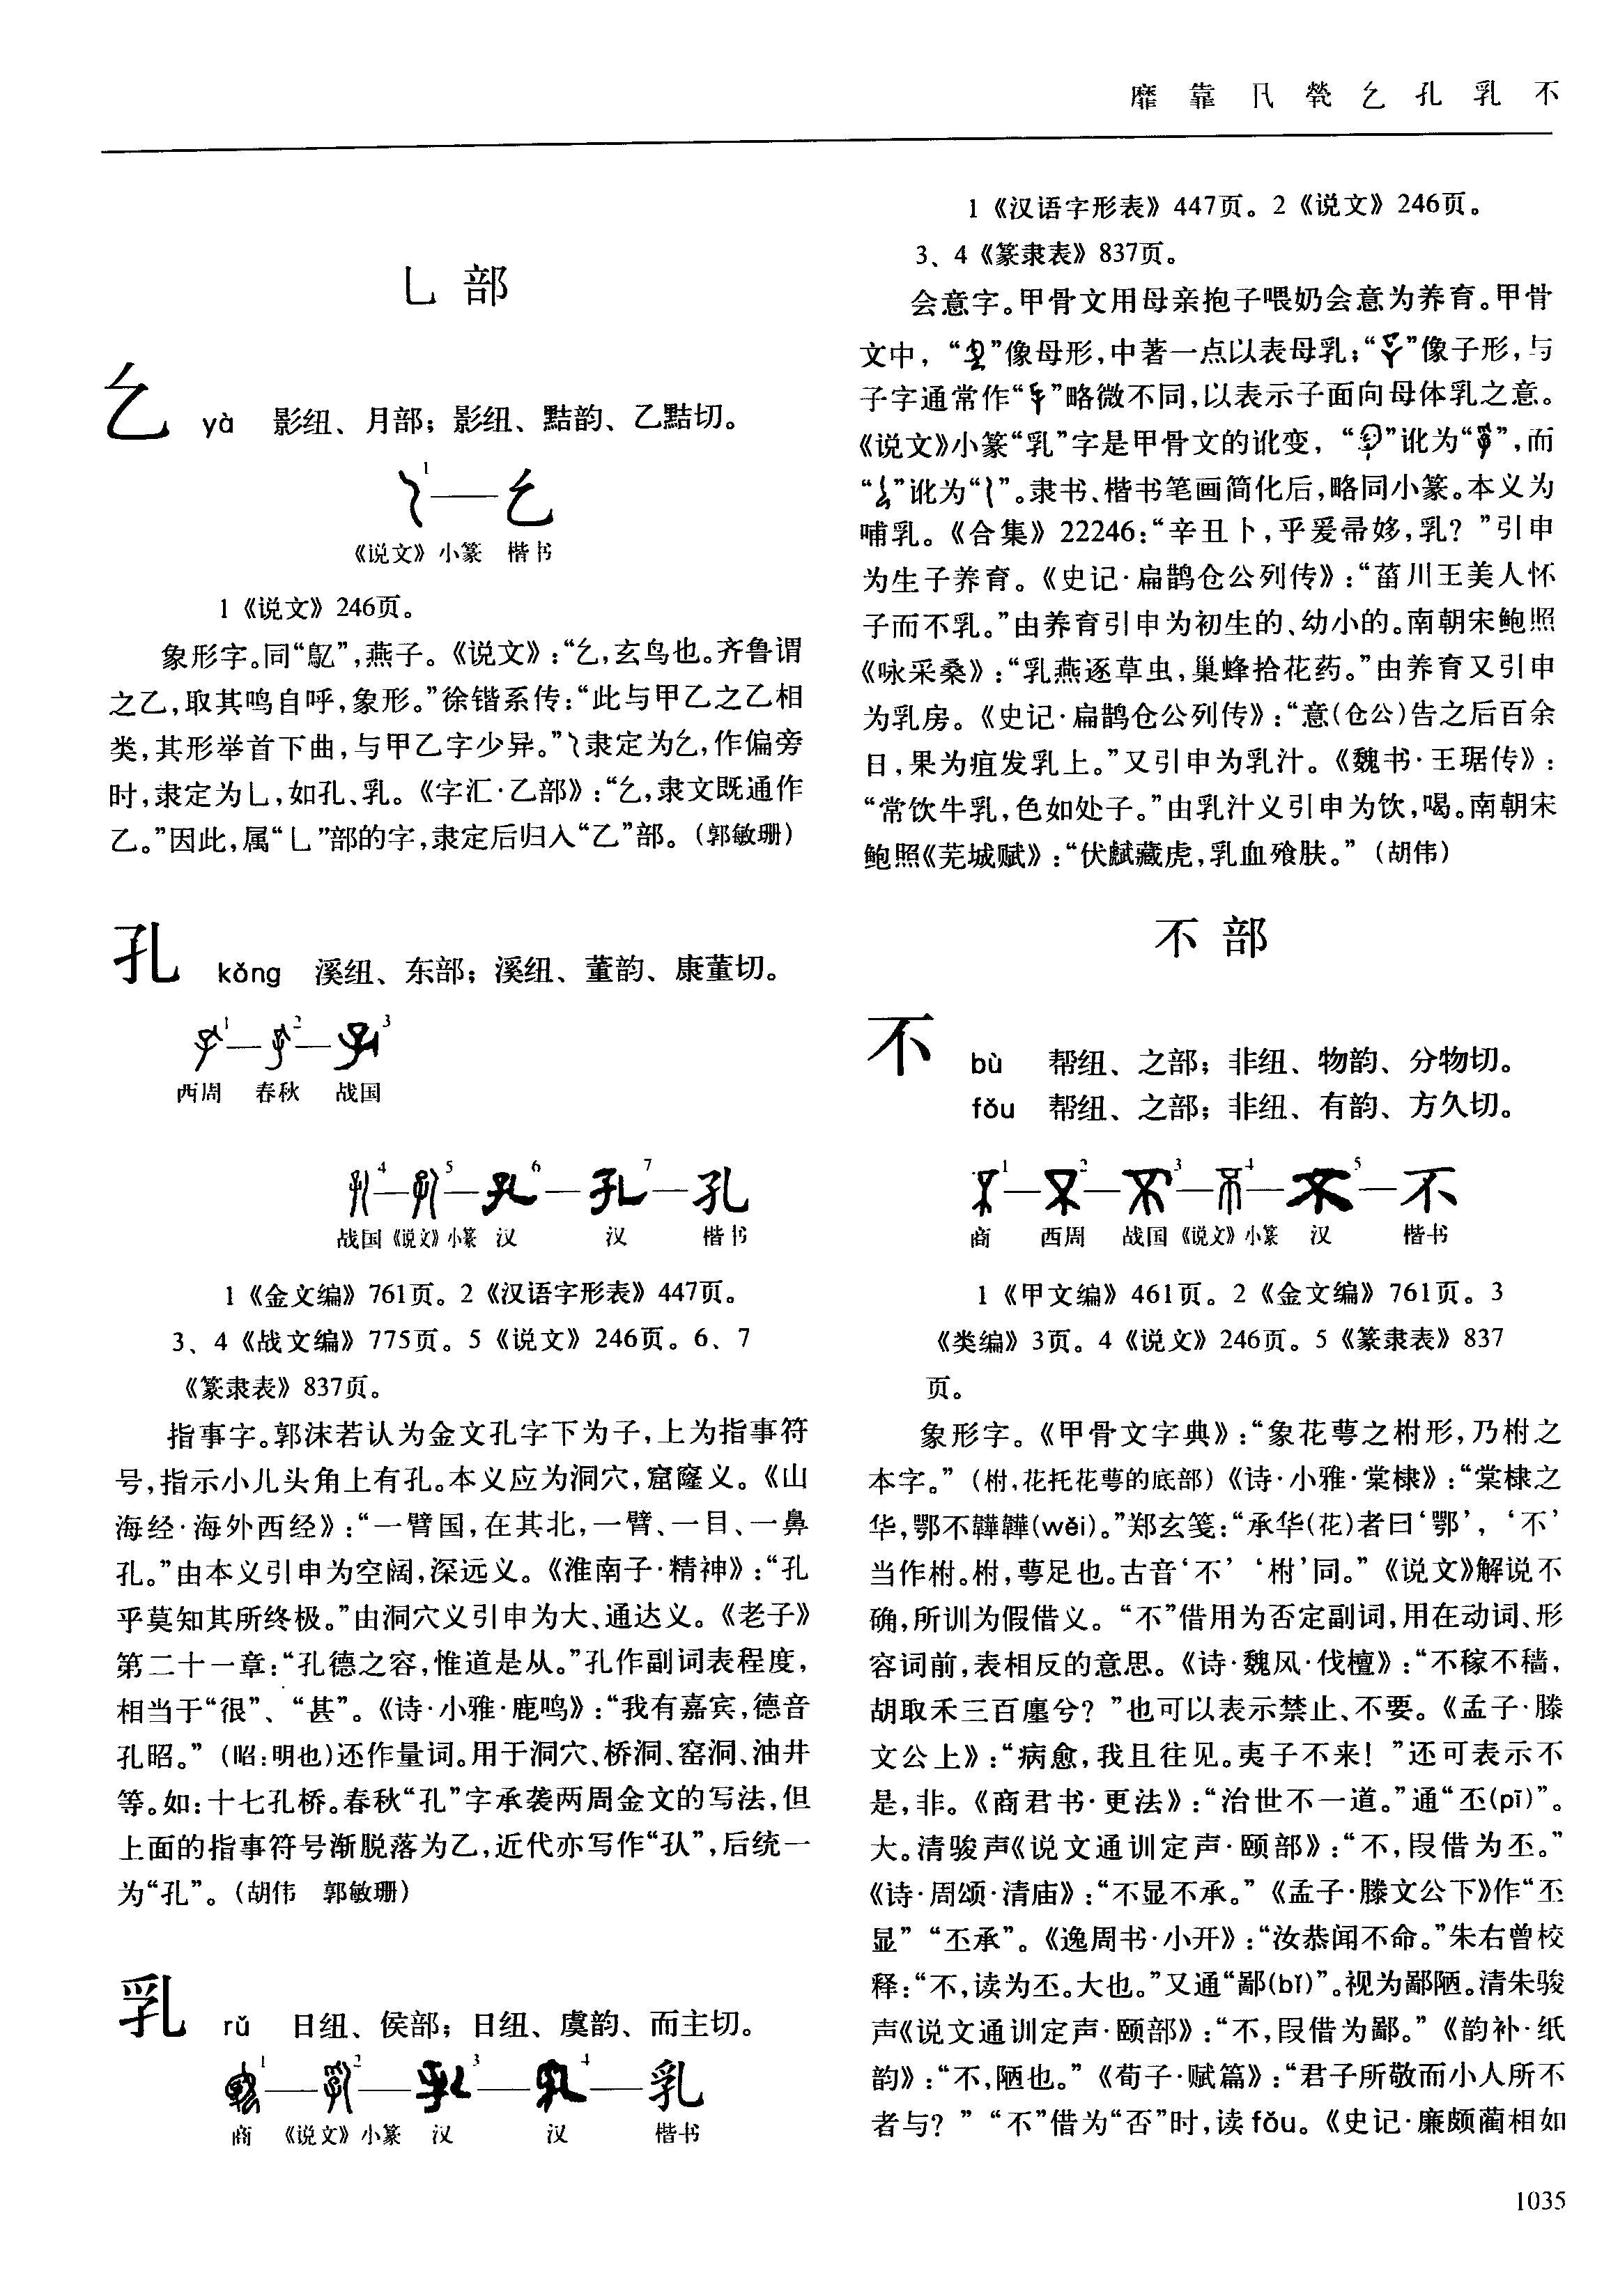 靡 靠 卂 煢 乞 孔 乳 不
乚 部
乞 yà 影纽、月部；影纽、黠韵、乙黠切。
1
《说文》小篆 楷书
1《说文》246页。
象形字。同“鳦”，燕子。《说文》：“乞，玄鸟也。齐鲁谓
之乙，取其鸣自呼，象形。”徐锴系传：“此与甲乙之乙相
类，其形举首下曲，与甲乙字少异。”隶定为乞，作偏旁
时，隶定为乚，如孔、乳。《字汇·乙部》：“乞，隶文既通作
乙。”因此，属“乚”部的字，隶定后归入“乙”部。（郭敏珊）
孔 kǒng 溪纽、东部；溪纽、董韵、康董切。
1 2 3
西周 春秋 战国
4 5 6 7 孔
战国《说文》小篆 汉 汉 楷书
1《金文编》761页。2《汉语字形表》447页。
3、4《战文编》775页。5《说文》246页。6、7
《篆隶表》837页。
指事字。郭沫若认为金文孔字下为子，上为指事符
号，指示小儿头角上有孔。本义应为洞穴，窟窿义。《山
海经·海外西经》：“一臂国，在其北，一臂、一目、一鼻
孔。”由本义引申为空阔，深远义。《淮南子·精神》：“孔
乎莫知其所终极。”由洞穴义引申为大、通达义。《老子》
第二十一章：“孔德之容，惟道是从。”孔作副词表程度，
相当于“很”、“甚”。《诗·小雅·鹿鸣》：“我有嘉宾，德音
孔昭。”（昭：明也）还作量词。用于洞穴、桥洞、窑洞、油井
等。如：十七孔桥。春秋“孔”字承袭两周金文的写法，但
上面的指事符号渐脱落为乙，近代亦写作“㧅”，后统一
为“孔”。（胡伟 郭敏珊）
乳 rǔ 日纽、侯部；日纽、虞韵、而主切。
1 2 3 4 乳
商 《说文》小篆 汉 汉 楷书
1《汉语字形表》447页。2《说文》246页。
3、4《篆隶表》837页。
会意字。甲骨文用母亲抱子喂奶会意为养育。甲骨
文中，“”像母形，中著一点以表母乳；“”像子形，与
子字通常作“”略微不同，以表示子面向母体乳之意。
《说文》小篆“乳”字是甲骨文的讹变，“”讹为“”，而
“”讹为“”。隶书、楷书笔画简化后，略同小篆。本义为
哺乳。《合集》22246：“辛丑卜，乎爰帚姼，乳？”引申
为生子养育。《史记·扁鹊仓公列传》：“菑川王美人怀
子而不乳。”由养育引申为初生的、幼小的。南朝宋鲍照
《咏采桑》：“乳燕逐草虫，巢蜂拾花药。”由养育又引申
为乳房。《史记·扁鹊仓公列传》：“意（仓公）告之后百余
日，果为疽发乳上。”又引申为乳汁。《魏书·王琚传》：
“常饮牛乳，色如处子。”由乳汁义引申为饮，喝。南朝宋
鲍照《芜城赋》：“伏虣藏虎，乳血飧肤。”（胡伟）
不 部
不 bù 帮纽、之部；非纽、物韵、分物切。
fǒu 帮纽、之部；非纽、有韵、方久切。
1 2 3 4 5 不
商 西周 战国《说文》小篆 汉 楷书
1《甲文编》461页。2《金文编》761页。3
《类编》3页。4《说文》246页。5《篆隶表》837
页。
象形字。《甲骨文字典》：“象花萼之柎形，乃柎之
本字。”（柎，花托花萼的底部）《诗·小雅·棠棣》：“棠棣之
华，鄂不韡韡(wěi)。”郑玄笺：“承华（花）者曰‘鄂’，‘不’
当作柎。柎，萼足也。古音‘不’‘柎’同。”《说文》解说不
确，所训为假借义。“不”借用为否定副词，用在动词、形
容词前，表相反的意思。《诗·魏风·伐檀》：“不稼不穑，
胡取禾三百廛兮？”也可以表示禁止、不要。《孟子·滕
文公上》：“病愈，我且往见。夷子不来！”还可表示不
是，非。《商君书·更法》：“治世不一道。”通“丕(pī)”。
大。清骏声《说文通训定声·颐部》：“不，叚借为丕。”
《诗·周颂·清庙》：“不显不承。”《孟子·滕文公下》作“丕
显”“丕承”。《逸周书·小开》：“汝恭闻不命。”朱右曾校
释：“不，读为丕。大也。”又通“鄙(bǐ)”。视为鄙陋。清朱骏
声《说文通训定声·颐部》：“不，叚借为鄙。”《韵补·纸
韵》：“不，陋也。”《荀子·赋篇》：“君子所敬而小人所不
者与？”“不”借为“否”时，读fǒu。《史记·廉颇蔺相如
1035